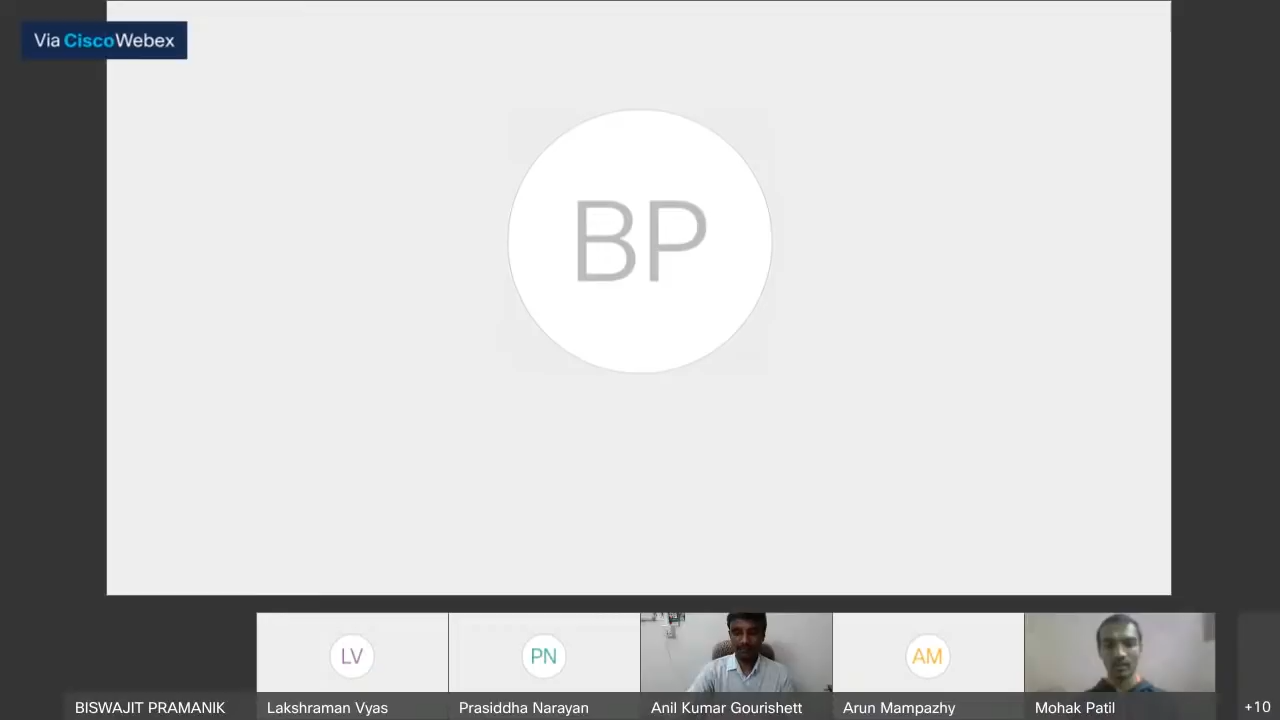 Via CiscoWebex
BP
LV
PN
AM
BISWAJIT PRAMANIK
Lakshraman Vyas
Prasiddha Narayan
Anil Kumar Gourishett
Arun Mampazhy
Mohak Patil
+10